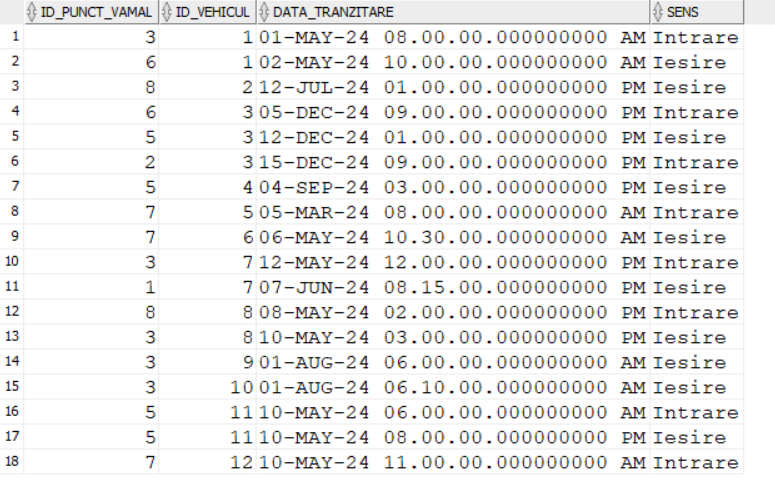 ID_PUNCT_VAMAL ID_VEHICUL DATA_TRANZITARE SENS
1 3 1 01-MAY-24 08.00.00.000000000 AM Intrare
2 6 1 02-MAY-24 10.00.00.000000000 AM Iesire
3 8 2 12-JUL-24 01.00.00.000000000 PM Iesire
4 6 3 05-DEC-24 09.00.00.000000000 PM Intrare
5 5 3 12-DEC-24 01.00.00.000000000 PM Iesire
6 2 3 15-DEC-24 09.00.00.000000000 PM Intrare
7 5 4 04-SEP-24 03.00.00.000000000 PM Iesire
8 7 5 05-MAR-24 08.00.00.000000000 AM Intrare
9 7 6 06-MAY-24 10.30.00.000000000 AM Iesire
10 3 7 12-MAY-24 12.00.00.000000000 PM Intrare
11 1 7 07-JUN-24 08.15.00.000000000 PM Iesire
12 8 8 08-MAY-24 02.00.00.000000000 PM Intrare
13 3 8 10-MAY-24 03.00.00.000000000 PM Iesire
14 3 9 01-AUG-24 06.00.00.000000000 AM Iesire
15 3 10 01-AUG-24 06.10.00.000000000 AM Iesire
16 5 11 10-MAY-24 06.00.00.000000000 AM Intrare
17 5 11 10-MAY-24 08.00.00.000000000 PM Iesire
18 7 12 10-MAY-24 11.00.00.000000000 AM Intrare